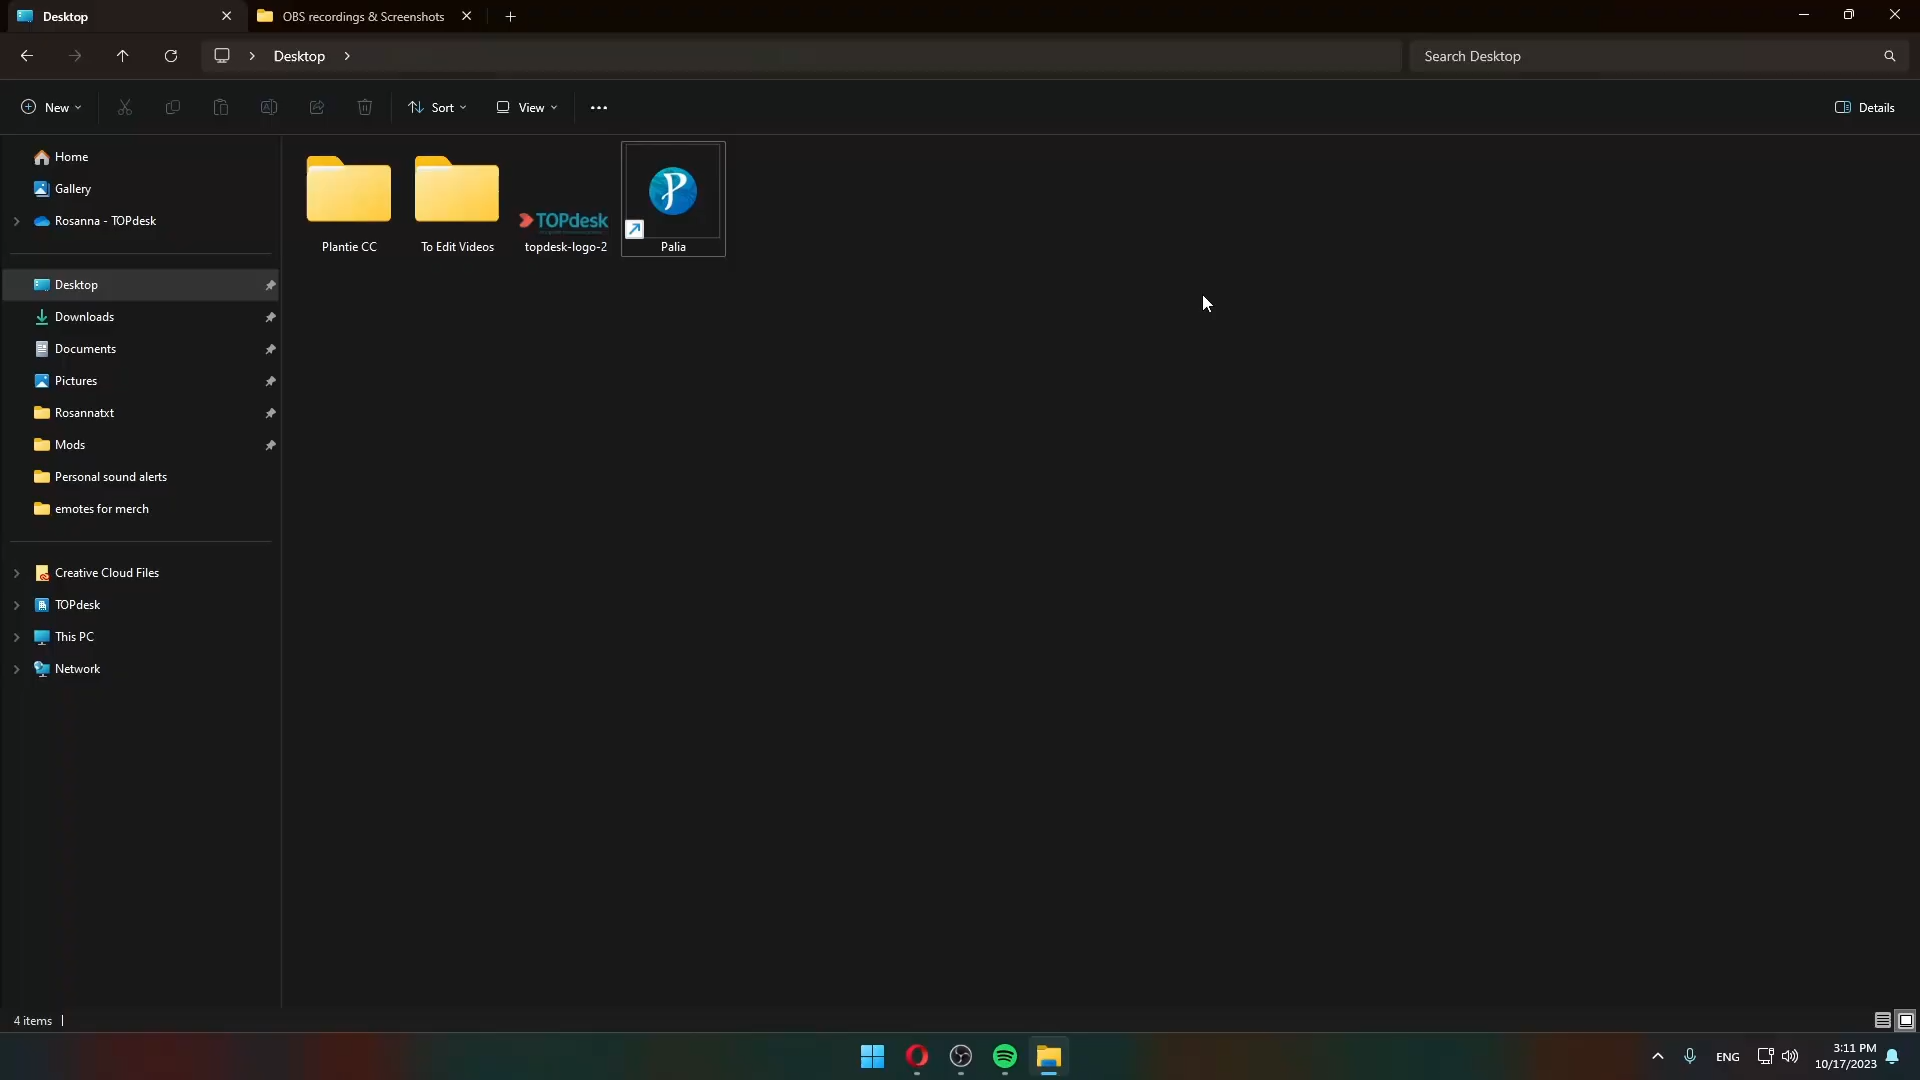 Desktop
OBS recordings & Screenshots
Desktop
Search Desktop
New
Sort
View
Details
Home
Gallery
Rosanna - TOPdesk
Desktop
Downloads
Documents
Pictures
Rosannatxt
Mods
Personal sound alerts
emotes for merch
Creative Cloud Files
TOPdesk
This PC
Network
TOPdesk
P
Plantie CC
To Edit Videos
topdesk-logo-2
Palia
4 items
ENG
3:11 PM
10/17/2023